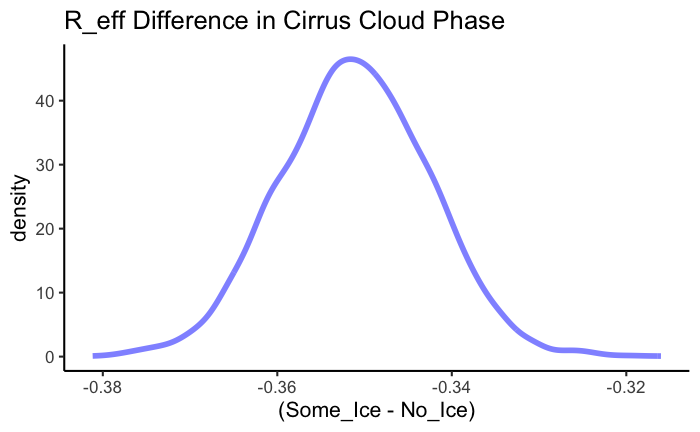 R_eff Difference in Cirrus Cloud Phase
density
40
30
20
10
0
-0.38 -0.36 -0.34 -0.32
(Some_Ice - No_Ice)